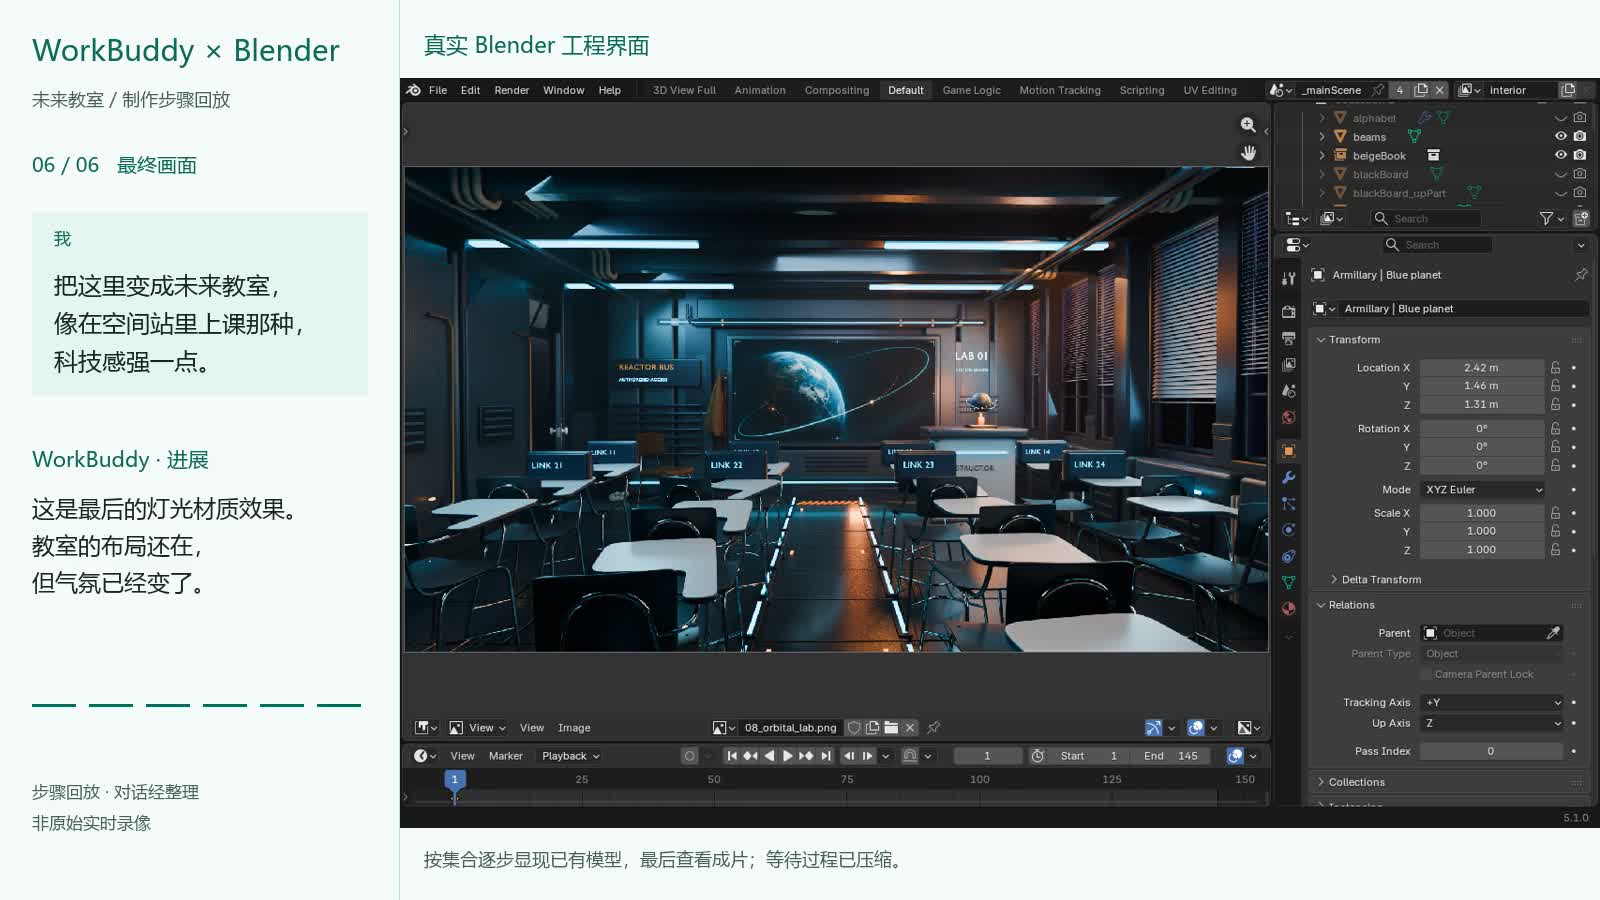 WorkBuddy × Blender
未来教室 / 制作步骤回放
06 / 06 最终画面
我
把这里变成未来教室，
像在空间站里上课那种，
科技感强一点。
WorkBuddy · 进展
这是最后的灯光材质效果。
教室的布局还在，
但气氛已经变了。
步骤回放 · 对话经整理
非原始实时录像
真实 Blender 工程界面
File Edit Render Window Help 3D View Full Animation Compositing Default Game Logic Motion Tracking Scripting UV Editing _mainScene 4 interior
alphabet
beams
beigeBook
blackBoard
blackBoard_upPart
Search
Search
Armillary | Blue planet
Armillary | Blue planet
Transform
Location X 2.42 m
Y 1.46 m
Z 1.31 m
Rotation X 0°
Y 0°
Z 0°
Mode XYZ Euler
Scale X 1.000
Y 1.000
Z 1.000
Delta Transform
Relations
Parent Object
Parent Type Object
Camera Parent Lock
Tracking Axis +Y
Up Axis Z
Pass Index 0
Collections
REACTOR BUS
AUTHORIZED ACCESS
LAB 01
LINK 21
LINK 11
LINK 22
LINK 23
LINK 14
LINK 24
View View Image 08_orbital_lab.png
View Marker Playback 1 Start 1 End 145
1 25 50 75 100 125 150
5.1.0
按集合逐步显现已有模型，最后查看成片；等待过程已压缩。